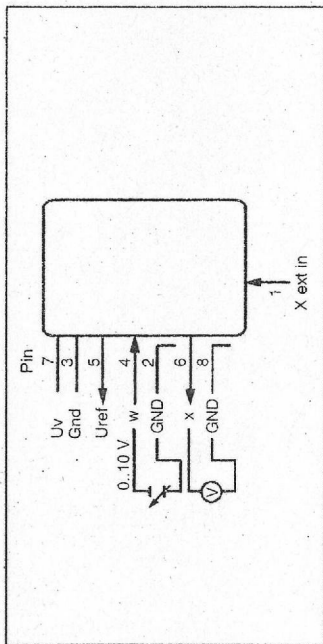 Pin
Uv 7
Gnd 3
Uref 5
0..10 V
w 4
GND 2
x 6
V
GND 8
1
X ext in